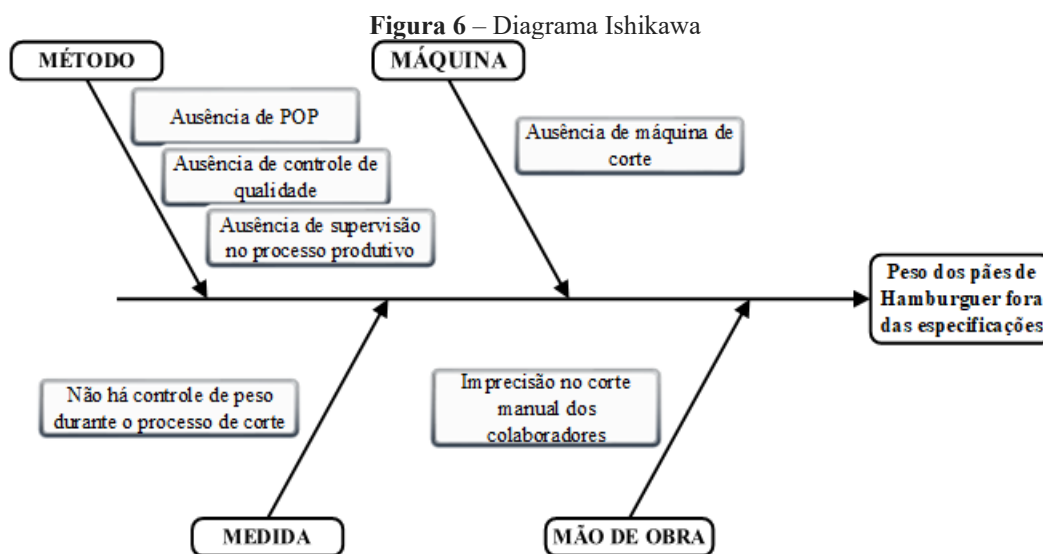 Figura 6 – Diagrama Ishikawa
MÉTODO
MÁQUINA
Ausência de POP
Ausência de controle de
qualidade
Ausência de supervisão
no processo produtivo
Ausência de máquina de
corte
Peso dos pães de
Hamburguer fora
das especificações
Não há controle de peso
durante o processo de corte
Imprecisão no corte
manual dos
colaboradores
MEDIDA
MÃO DE OBRA